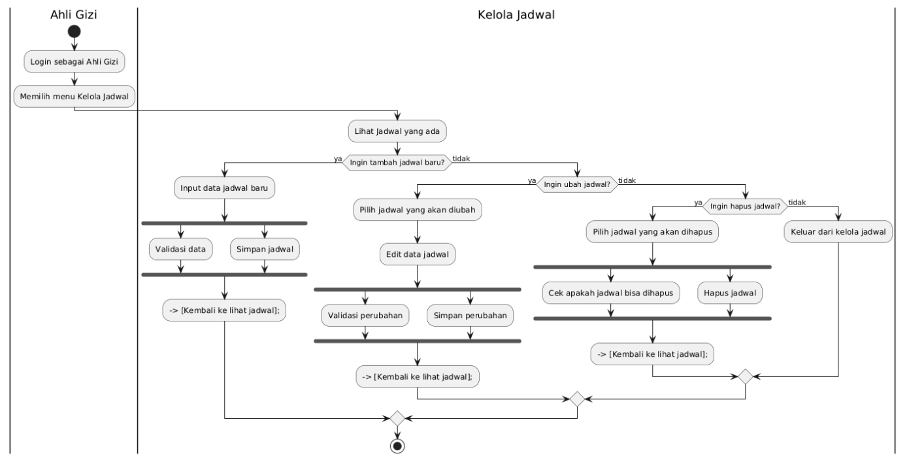 Ahli Gizi
Kelola Jadwal
Login sebagai Ahli Gizi
Memilih menu Kelola Jadwal
Lihat Jadwal yang ada
ya
Ingin tambah jadwal baru?
tidak
Input data jadwal baru
Validasi data
Simpan jadwal
-> [Kembali ke lihat jadwal];
ya
Ingin ubah jadwal?
tidak
Pilih jadwal yang akan diubah
Edit data jadwal
Validasi perubahan
Simpan perubahan
-> [Kembali ke lihat jadwal];
ya
Ingin hapus jadwal?
tidak
Pilih jadwal yang akan dihapus
Cek apakah jadwal bisa dihapus
Hapus jadwal
-> [Kembali ke lihat jadwal];
Keluar dari kelola jadwal